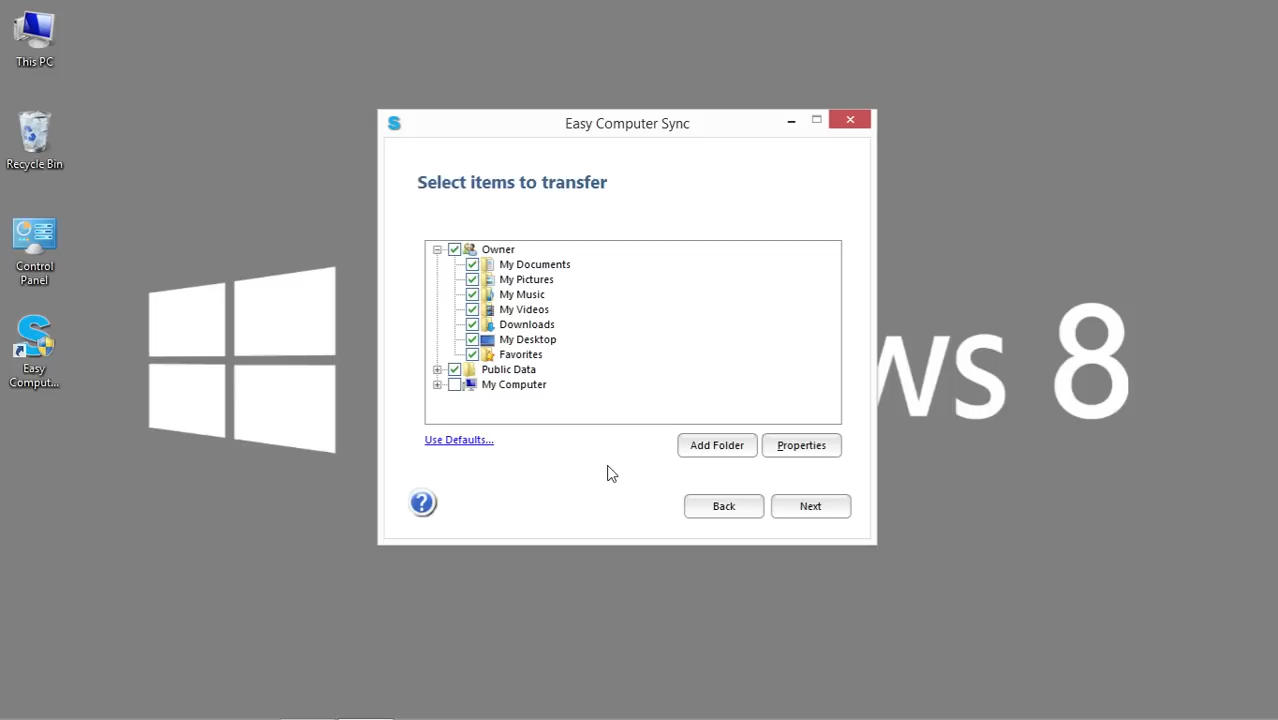 This PC
Recycle Bin
Control
Panel
Easy
Comput...
Easy Computer Sync
Select items to transfer
Owner
My Documents
My Pictures
My Music
My Videos
Downloads
My Desktop
Favorites
Public Data
My Computer
Use Defaults...
Add Folder
Properties
?
Back
Next
ws 8